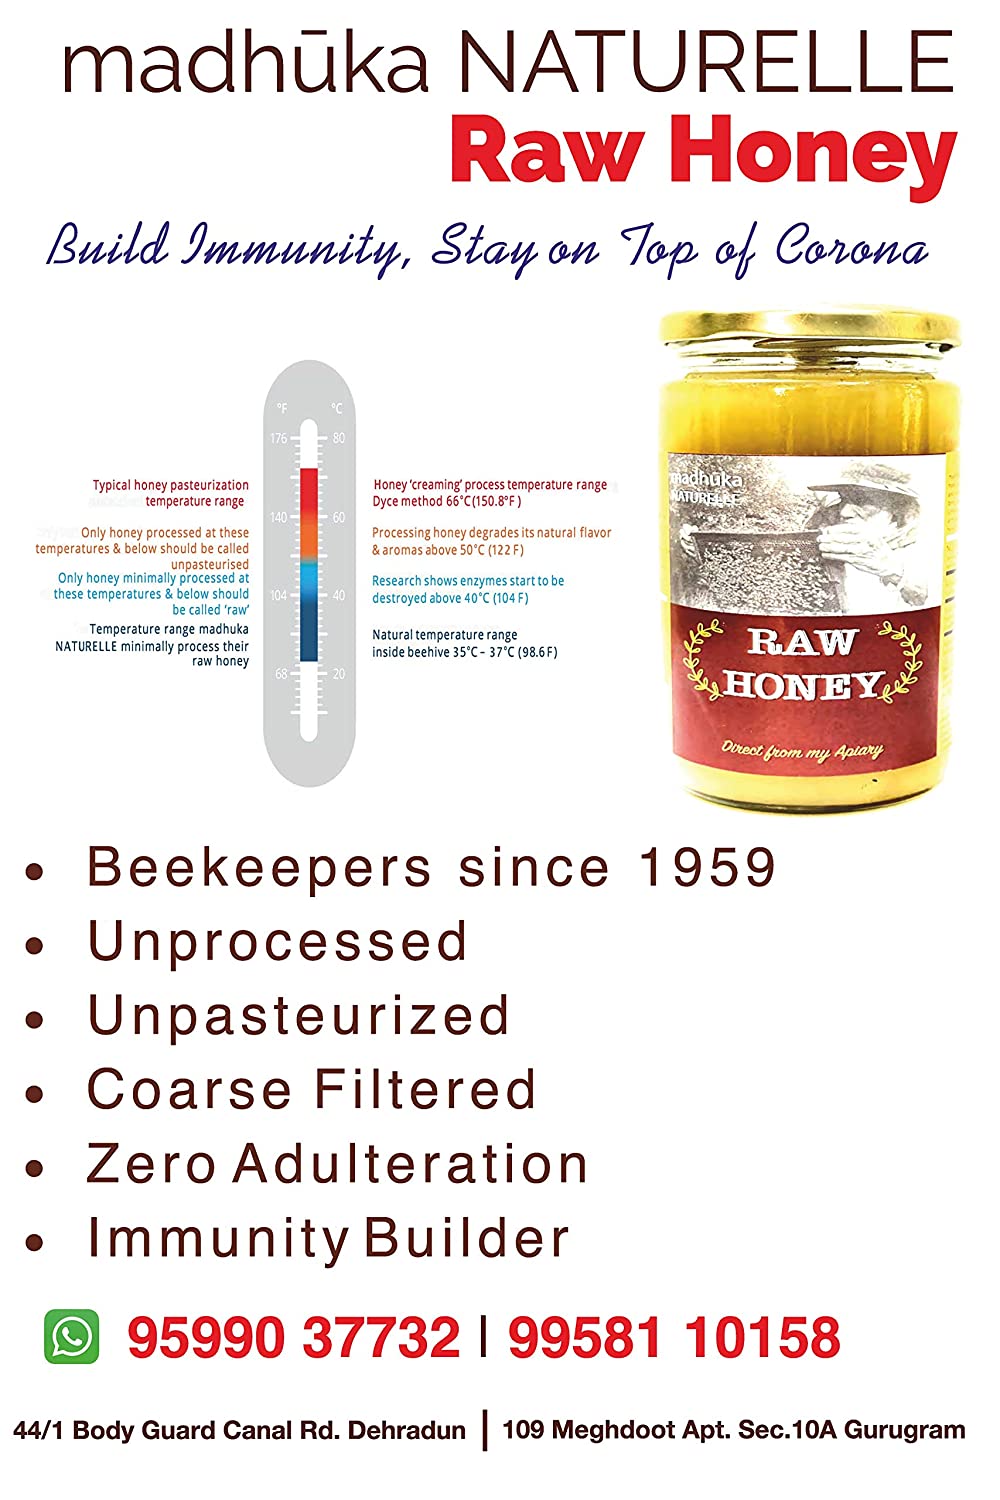 madhūka NATURELLE
Raw Honey
Build Immunity, Stay on Top of Corona
°F °C
176 80
140 60
104 40
68 20
Typical honey pasteurization
temperature range
Only honey processed at these
temperatures & below should be called
unpasteurised
Only honey minimally processed at
these temperatures & below should
be called 'raw'
Temperature range madhuka
NATURELLE minimally process their
raw honey
Honey 'creaming' process temperature range
Dyce method 66°C(150.8°F)
Processing honey degrades its natural flavor
& aromas above 50°C (122 F)
Research shows enzymes start to be
destroyed above 40°C (104 F)
Natural temperature range
inside beehive 35°C - 37°C (98.6 F)
madhūka
NATURELLE
RAW
HONEY
Direct from my Apiary
• Beekeepers since 1959
• Unprocessed
• Unpasteurized
• Coarse Filtered
• Zero Adulteration
• Immunity Builder
95990 37732 | 99581 10158
44/1 Body Guard Canal Rd. Dehradun | 109 Meghdoot Apt. Sec.10A Gurugram